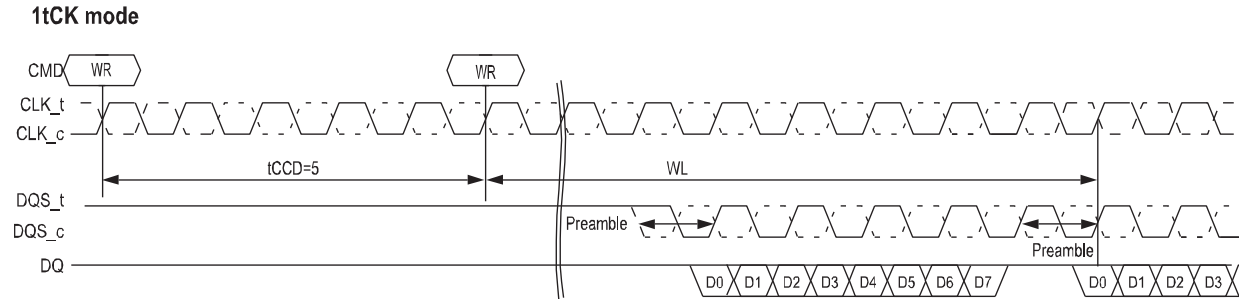 1tCK mode
CMD WR WR
CLK_t
CLK_c
tCCD=5 WL
DQS_t
Preamble
DQS_c
Preamble
DQ D0 D1 D2 D3 D4 D5 D6 D7 D0 D1 D2 D3